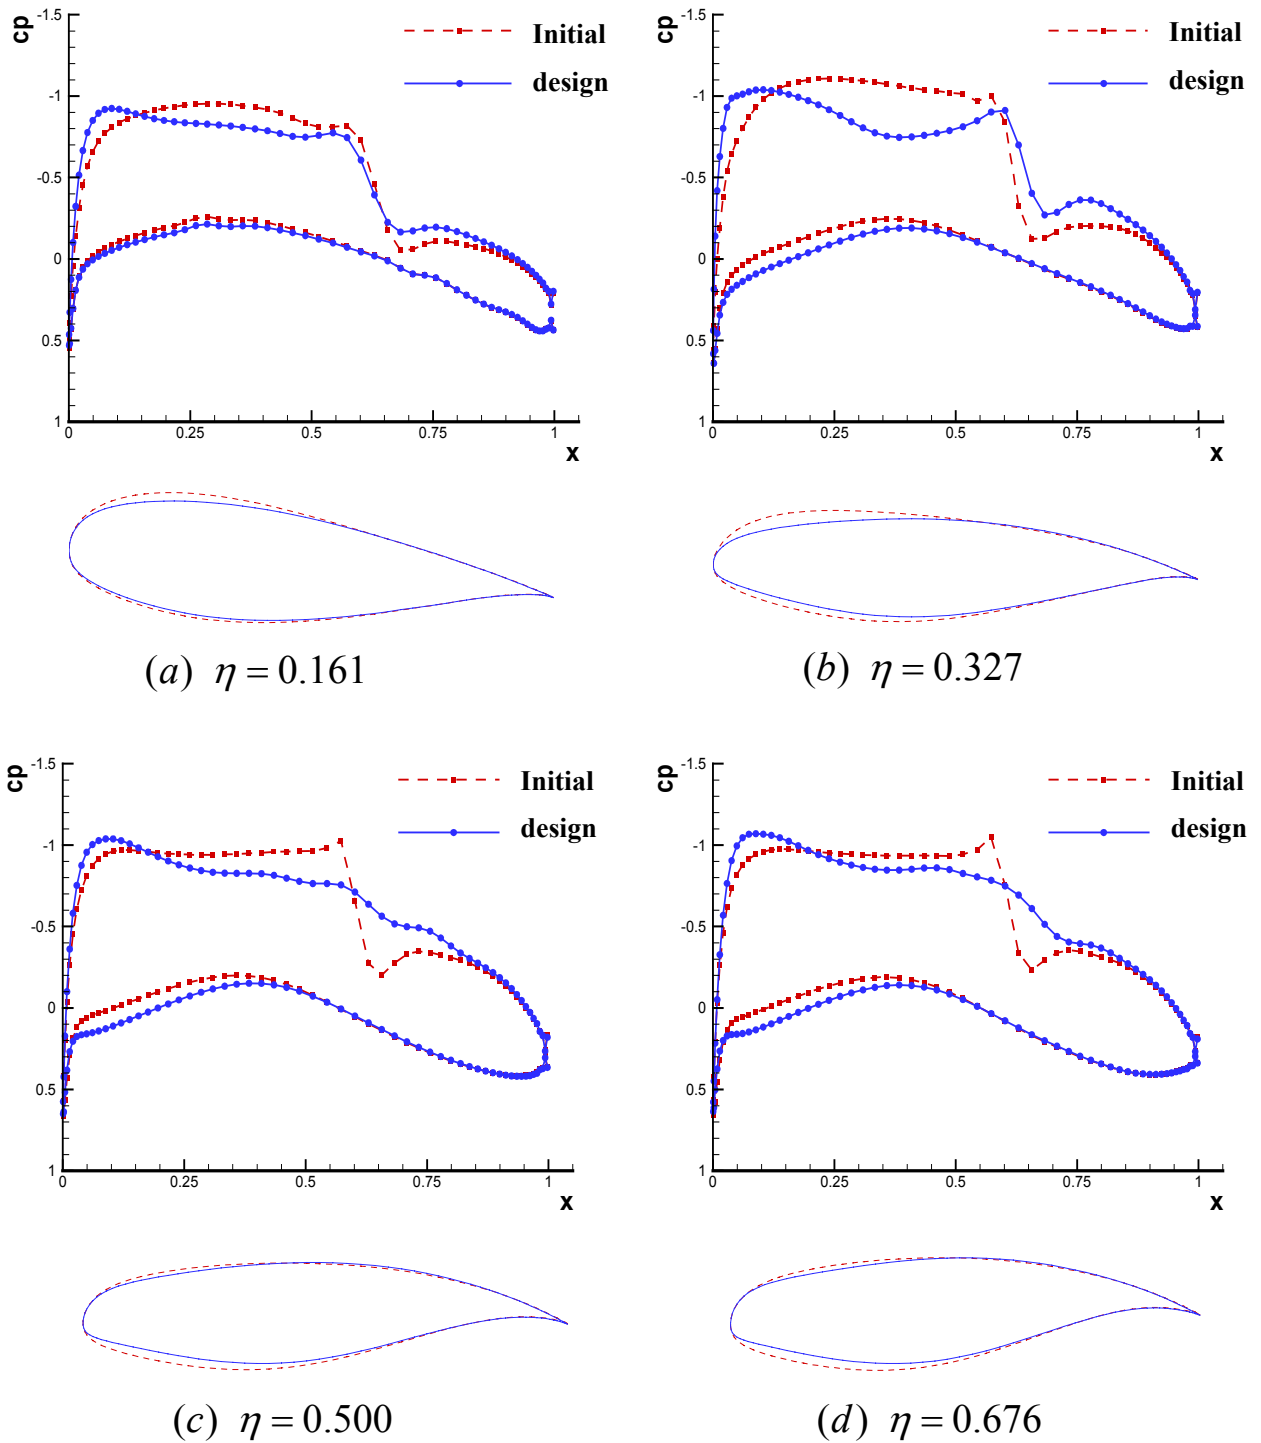 cp
-1.5
-1
-0.5
0
0.5
1
0
0.25
0.5
0.75
1
x
Initial
design
(a) η = 0.161
cp
-1.5
-1
-0.5
0
0.5
1
0
0.25
0.5
0.75
1
x
Initial
design
(b) η = 0.327
cp
-1.5
-1
-0.5
0
0.5
1
0
0.25
0.5
0.75
1
x
Initial
design
(c) η = 0.500
cp
-1.5
-1
-0.5
0
0.5
1
0
0.25
0.5
0.75
1
x
Initial
design
(d) η = 0.676